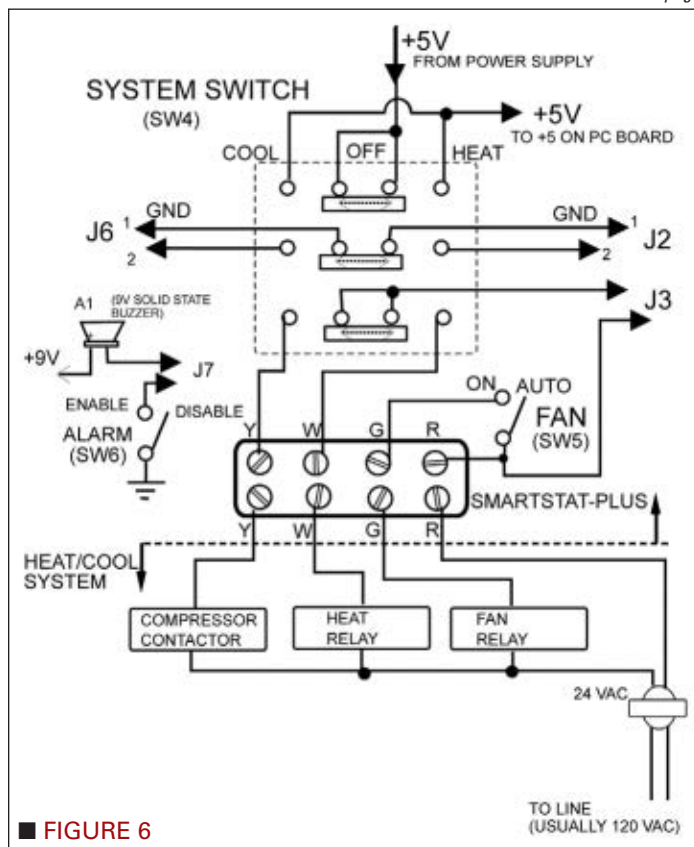 +5V
FROM POWER SUPPLY
SYSTEM SWITCH
(SW4)
+5V
TO +5 ON PC BOARD
COOL
OFF
HEAT
J6
1
GND
2
GND
1
J2
2
J3
A1
(9V SOLID STATE
BUZZER)
+9V
J7
ENABLE
DISABLE
ALARM
(SW6)
ON
AUTO
FAN
(SW5)
Y W G R
SMARTSTAT-PLUS
Y W G R
HEAT/COOL
SYSTEM
COMPRESSOR
CONTACTOR
HEAT
RELAY
FAN
RELAY
24 VAC
TO LINE
(USUALLY 120 VAC)
■ FIGURE 6